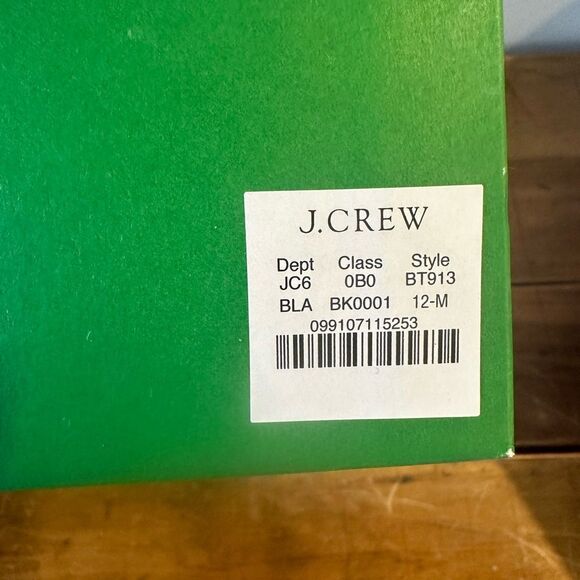 J.CREW
Dept Class Style
JC6 0B0 BT913
BLA BK0001 12-M
099107115253